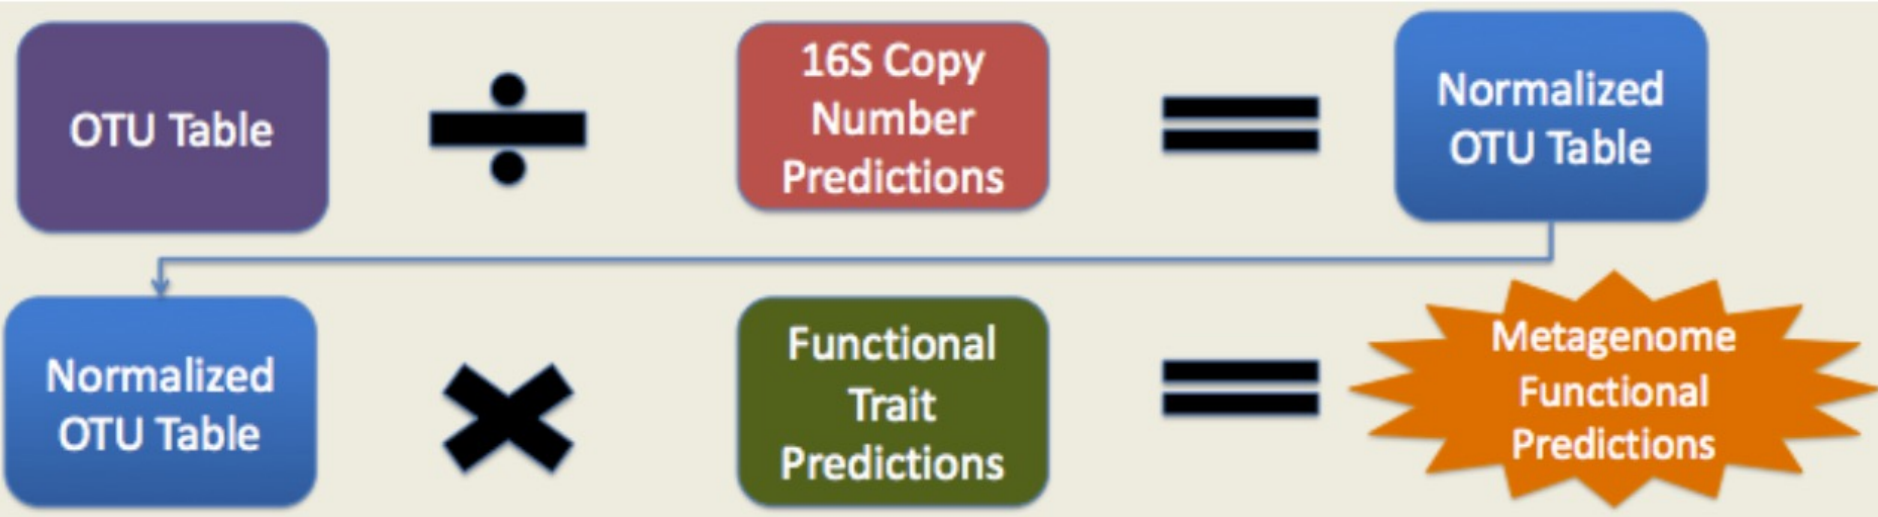 OTU Table
16S Copy
Number
Predictions
Normalized
OTU Table
Normalized
OTU Table
Functional
Trait
Predictions
Metagenome
Functional
Predictions